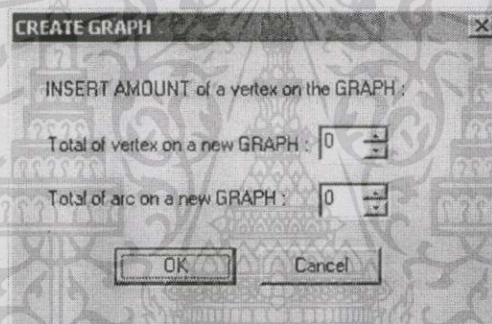 CREATE GRAPH
INSERT AMOUNT of a vertex on the GRAPH :
Total of vertex on a new GRAPH : 0
Total of arc on a new GRAPH : 0
OK Cancel